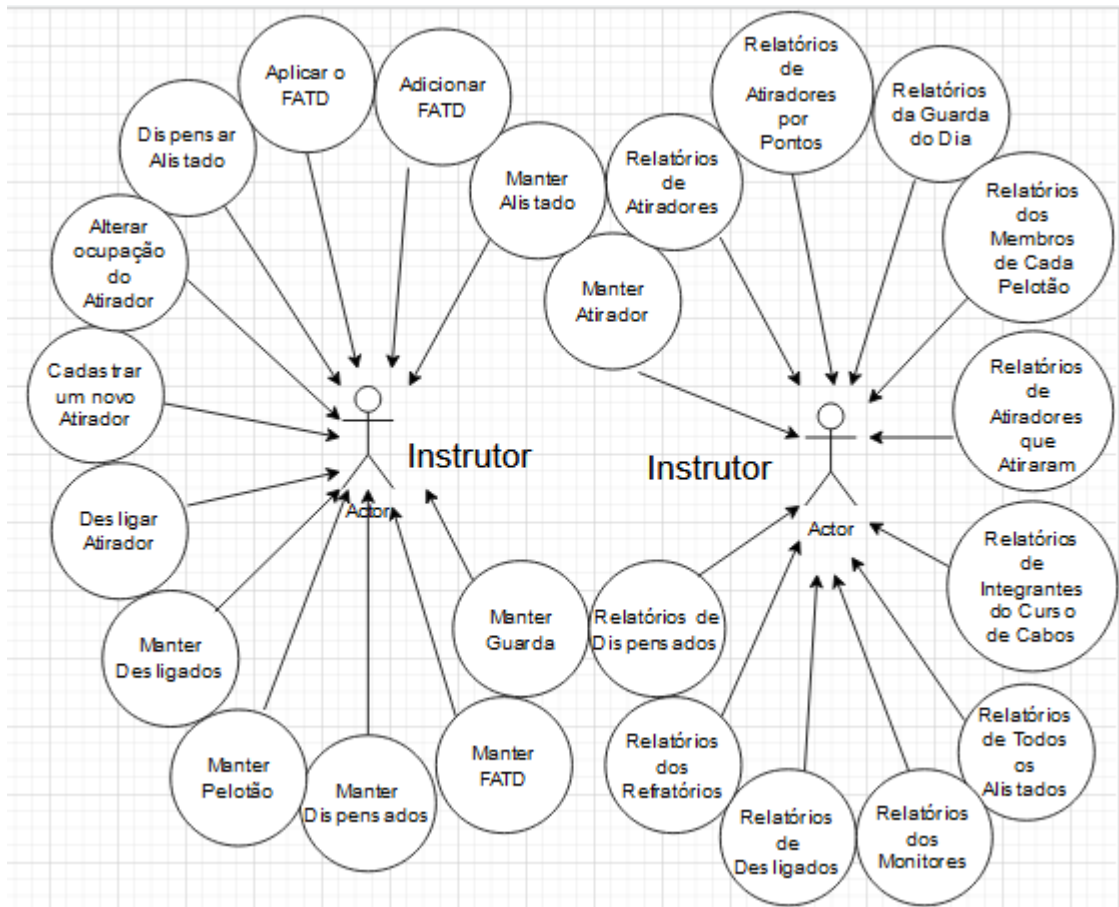 Aplicar o
FATD
Adicionar
FATD
Dispensar
Alistado
Manter
Alistado
Alterar
ocupação
do
Atirador
Cadastrar
um novo
Atirador
Desligar
Atirador
Manter
Desligados
Manter
Pelotão
Manter
Dispensados
Manter
FATD
Manter
Guarda
Instrutor
Actor
Relatórios
de
Atiradores
por
Pontos
Relatórios
da Guarda
do Dia
Relatórios
de
Atiradores
Manter
Atirador
Relatórios
dos
Membros
de Cada
Pelotão
Relatórios
de
Atiradores
que
Atiraram
Relatórios
de
Integrantes
do Curso
de Cabos
Relatórios
de Todos
os
Alistados
Relatórios
dos
Monitores
Relatórios
de
Desligados
Relatórios
dos
Refratórios
Relatórios de
Dispensados
Instrutor
Actor